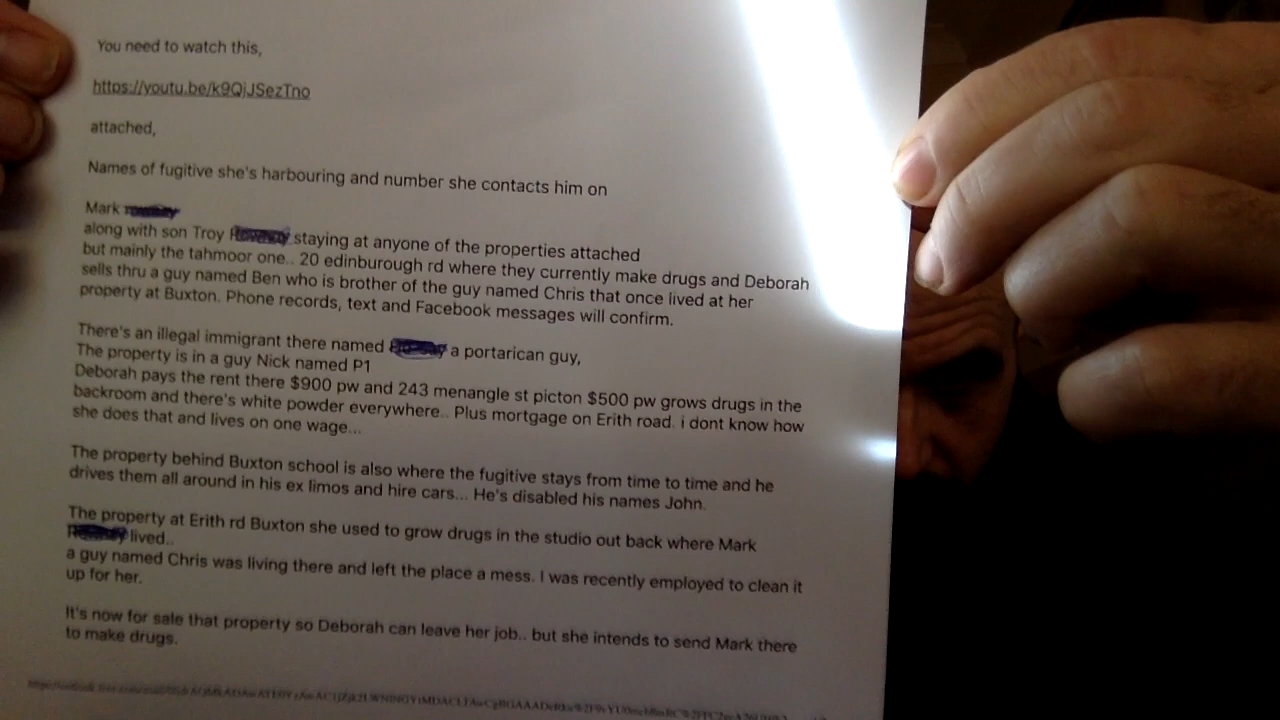 You need to watch this,
https://youtu.be/k9QjJSezTno
attached,
Names of fugitive she's harbouring and number she contacts him on
Mark
along with son Troy staying at anyone of the properties attached
but mainly the tahmoor one.. 20 edinburough rd where they currently make drugs and Deborah
sells thru a guy named Ben who is brother of the guy named Chris that once lived at her
property at Buxton. Phone records, text and Facebook messages will confirm.
There's an illegal immigrant there named a portarican guy,
The property is in a guy Nick named P1
Deborah pays the rent there $900 pw and 243 menangle st picton $500 pw grows drugs in the
backroom and there's white powder everywhere.. Plus mortgage on Erith road. i dont know how
she does that and lives on one wage...
The property behind Buxton school is also where the fugitive stays from time to time and he
drives them all around in his ex limos and hire cars... He's disabled his names John.
The property at Erith rd Buxton she used to grow drugs in the studio out back where Mark
lived..
a guy named Chris was living there and left the place a mess. I was recently employed to clean it
up for her.
It's now for sale that property so Deborah can leave her job.. but she intends to send Mark there
to make drugs.